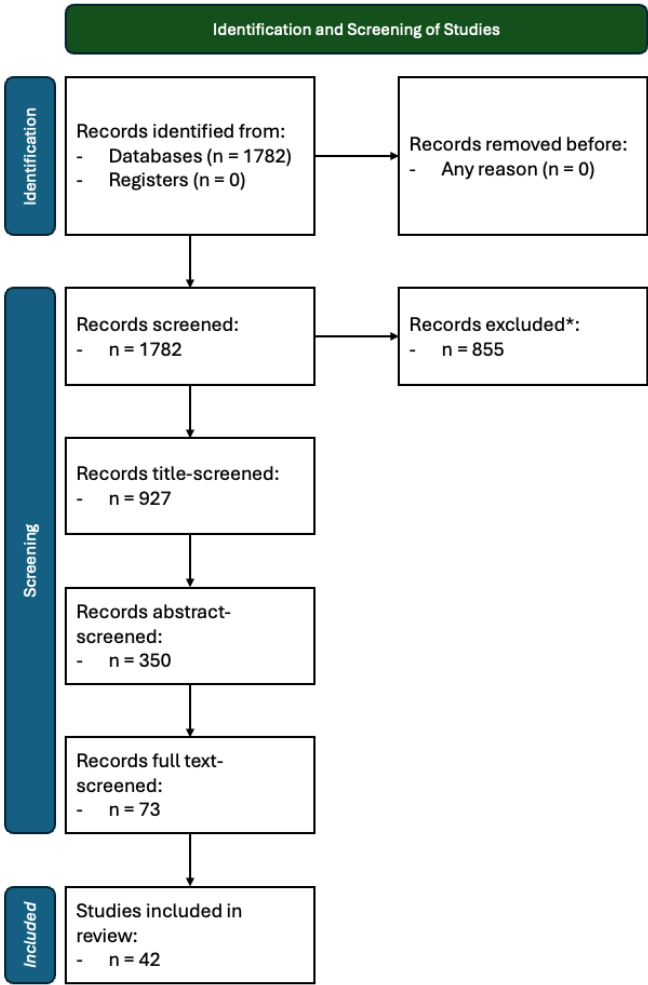 Identification and Screening of Studies
Identification
Records identified from:
- Databases (n = 1782)
- Registers (n = 0)
Records removed before:
- Any reason (n = 0)
Screening
Records screened:
- n = 1782
Records excluded*:
- n = 855
Records title-screened:
- n = 927
Records abstract-
screened:
- n = 350
Records full text-
screened:
- n = 73
Included
Studies included in
review:
- n = 42